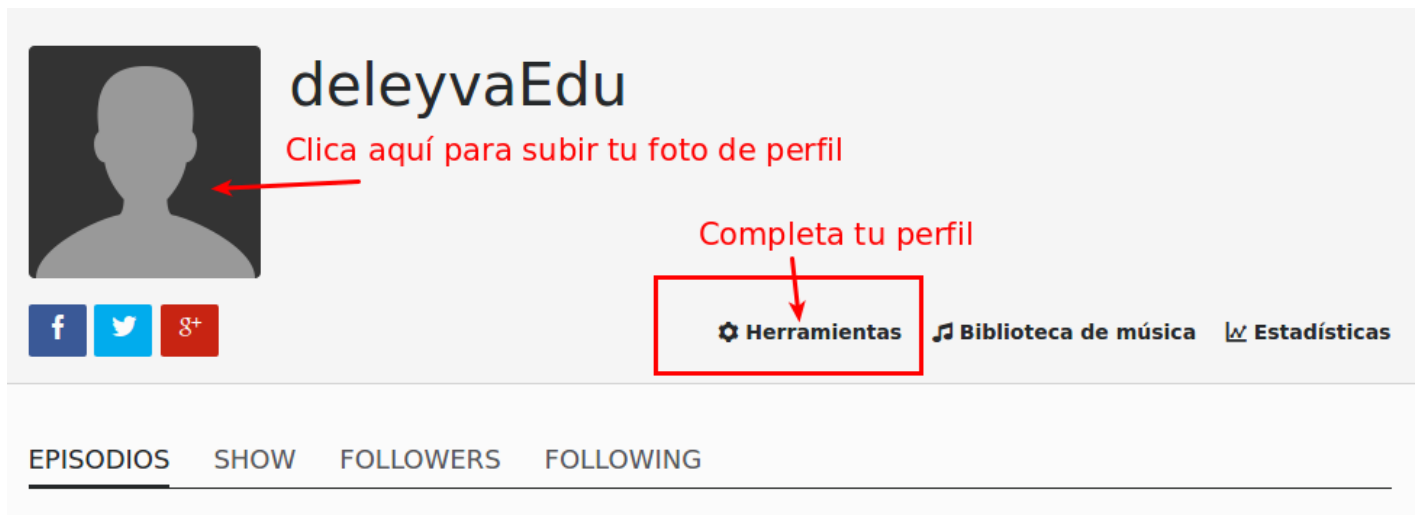 deleyvaEdu
Clica aquí para subir tu foto de perfil
Completa tu perfil
f g+ Herramientas Biblioteca de música Estadísticas
EPISODIOS SHOW FOLLOWERS FOLLOWING